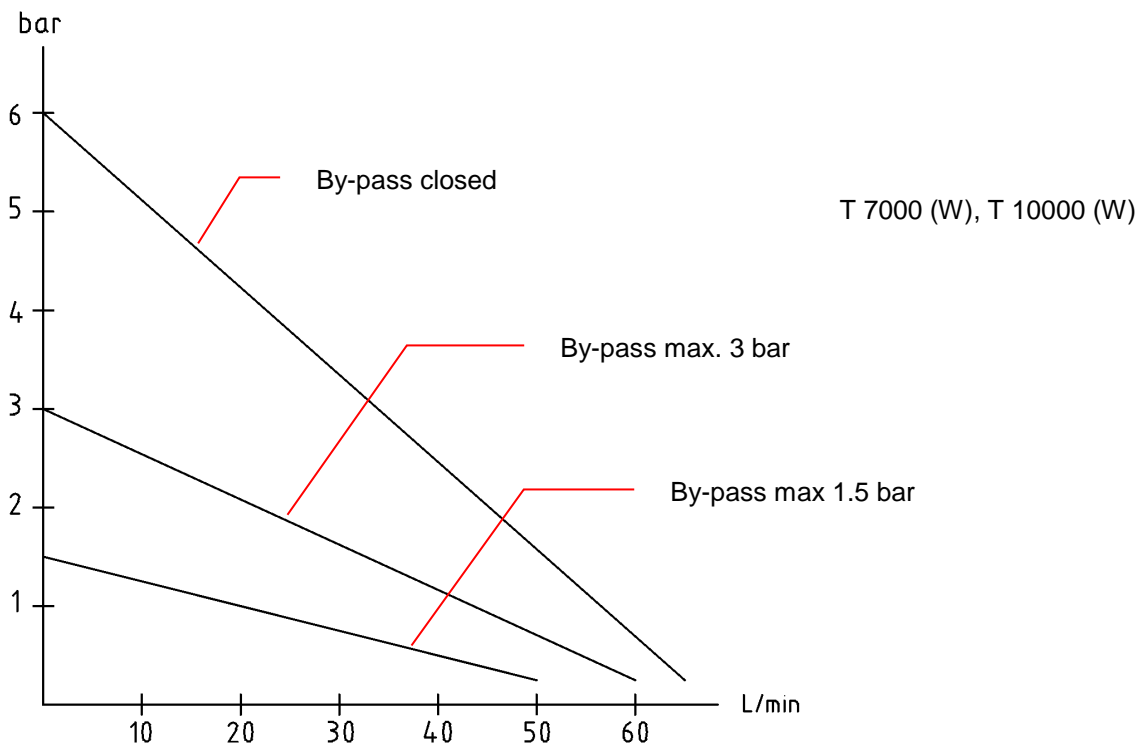 bar
6
By-pass closed
5
T 7000 (W), T 10000 (W)
4
By-pass max. 3 bar
3
2
By-pass max 1.5 bar
1
L/min
10 20 30 40 50 60